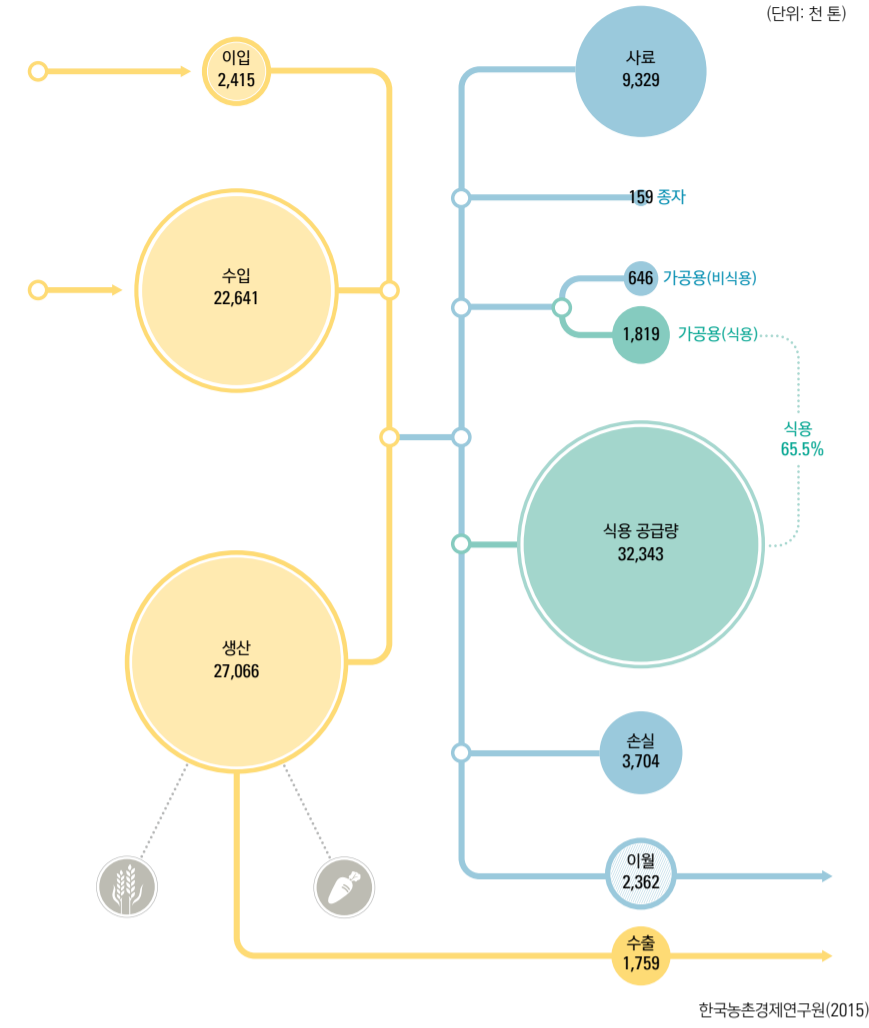 (단위: 천 톤)
이입
2,415
사료
9,329
159 종자
수입
22,641
646 가공용(비식용)
1,819 가공용(식용)
식용
65.5%
식용 공급량
32,343
생산
27,066
손실
3,704
이월
2,362
수출
1,759
한국농촌경제연구원(2015)